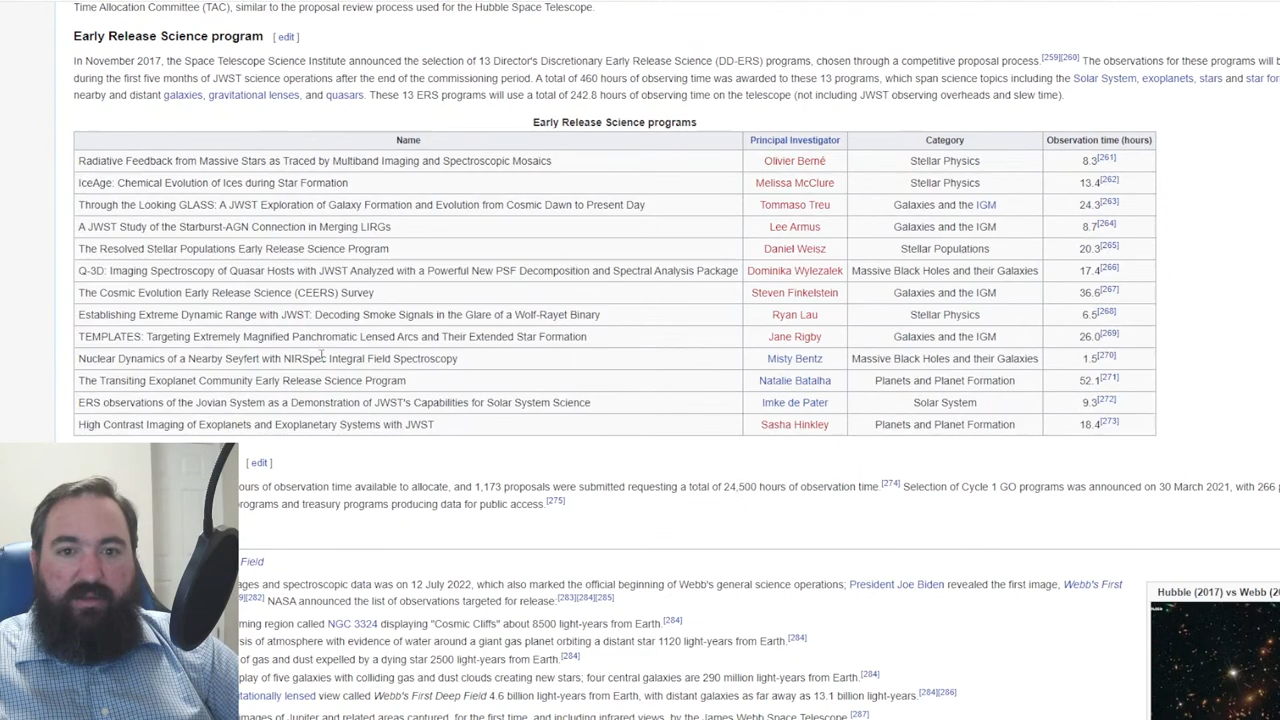 Time Allocation Committee (TAC), similar to the proposal review process used for the Hubble Space Telescope.
Early Release Science program [ edit ]
In November 2017, the Space Telescope Science Institute announced the selection of 13 Director's Discretionary Early Release Science (DD-ERS) programs, chosen through a competitive proposal process.[259][260] The observations for these programs will b
during the first five months of JWST science operations after the end of the commissioning period. A total of 460 hours of observing time was awarded to these 13 programs, which span science topics including the Solar System, exoplanets, stars and star for
nearby and distant galaxies, gravitational lenses, and quasars. These 13 ERS programs will use a total of 242.8 hours of observing time on the telescope (not including JWST observing overheads and slew time).
Early Release Science programs
Name Principal Investigator Category Observation time (hours)
Radiative Feedback from Massive Stars as Traced by Multiband Imaging and Spectroscopic Mosaics Olivier Berné Stellar Physics 8.3[261]
IceAge: Chemical Evolution of Ices during Star Formation Melissa McClure Stellar Physics 13.4[262]
Through the Looking GLASS: A JWST Exploration of Galaxy Formation and Evolution from Cosmic Dawn to Present Day Tommaso Treu Galaxies and the IGM 24.3[263]
A JWST Study of the Starburst-AGN Connection in Merging LIRGs Lee Armus Galaxies and the IGM 8.7[264]
The Resolved Stellar Populations Early Release Science Program Daniel Weisz Stellar Populations 20.3[265]
Q-3D: Imaging Spectroscopy of Quasar Hosts with JWST Analyzed with a Powerful New PSF Decomposition and Spectral Analysis Package Dominika Wylezalek Massive Black Holes and their Galaxies 17.4[266]
The Cosmic Evolution Early Release Science (CEERS) Survey Steven Finkelstein Galaxies and the IGM 36.6[267]
Establishing Extreme Dynamic Range with JWST: Decoding Smoke Signals in the Glare of a Wolf-Rayet Binary Ryan Lau Stellar Physics 6.5[268]
TEMPLATES: Targeting Extremely Magnified Panchromatic Lensed Arcs and Their Extended Star Formation Jane Rigby Galaxies and the IGM 26.0[269]
Nuclear Dynamics of a Nearby Seyfert with NIRSpec Integral Field Spectroscopy Misty Bentz Massive Black Holes and their Galaxies 1.5[270]
The Transiting Exoplanet Community Early Release Science Program Natalie Batalha Planets and Planet Formation 52.1[271]
ERS observations of the Jovian System as a Demonstration of JWST's Capabilities for Solar System Science Imke de Pater Solar System 9.3[272]
High Contrast Imaging of Exoplanets and Exoplanetary Systems with JWST Sasha Hinkley Planets and Planet Formation 18.4[273]
[ edit ]
ours of observation time available to allocate, and 1,173 proposals were submitted requesting a total of 24,500 hours of observation time.[274] Selection of Cycle 1 GO programs was announced on 30 March 2021, with 266 p
rograms and treasury programs producing data for public access.[275]
Field
ages and spectroscopic data was on 12 July 2022, which also marked the official beginning of Webb's general science operations; President Joe Biden revealed the first image, Webb's First
9][282] NASA announced the list of observations targeted for release:[283][284][285]
Hubble (2017) vs Webb (20
ming region called NGC 3324 displaying "Cosmic Cliffs" about 8500 light-years from Earth.[284]
sis of atmosphere with evidence of water around a giant gas planet orbiting a distant star 1120 light-years from Earth.[284]
of gas and dust expelled by a dying star 2500 light-years from Earth.[284]
play of five galaxies with colliding gas and dust clouds creating new stars; four central galaxies are 290 million light-years from Earth.[284]
itationally lensed view called Webb's First Deep Field 4.6 billion light-years from Earth, with distant galaxies as far away as 13.1 billion light-years.[284][286]
mages of Jupiter and related areas captured, for the first time, and including infrared views, by the James Webb Space Telescope.[287]